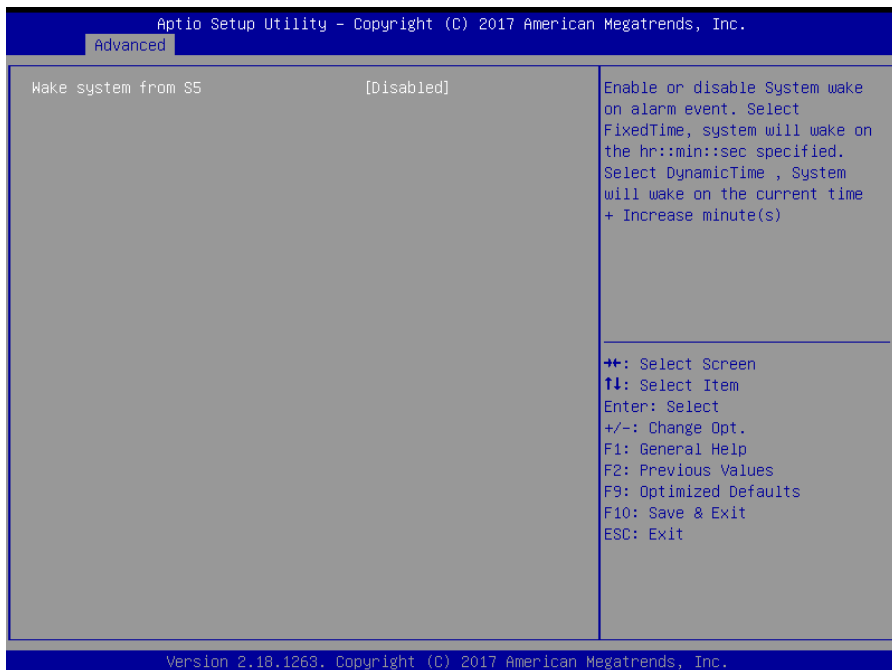 Aptio Setup Utility – Copyright (C) 2017 American Megatrends, Inc.
Advanced
Wake system from S5 [Disabled]
Enable or disable System wake
on alarm event. Select
FixedTime, system will wake on
the hr::min::sec specified.
Select DynamicTime , System
will wake on the current time
+ Increase minute(s)
→←: Select Screen
↑↓: Select Item
Enter: Select
+/-: Change Opt.
F1: General Help
F2: Previous Values
F9: Optimized Defaults
F10: Save & Exit
ESC: Exit
Version 2.18.1263. Copyright (C) 2017 American Megatrends, Inc.